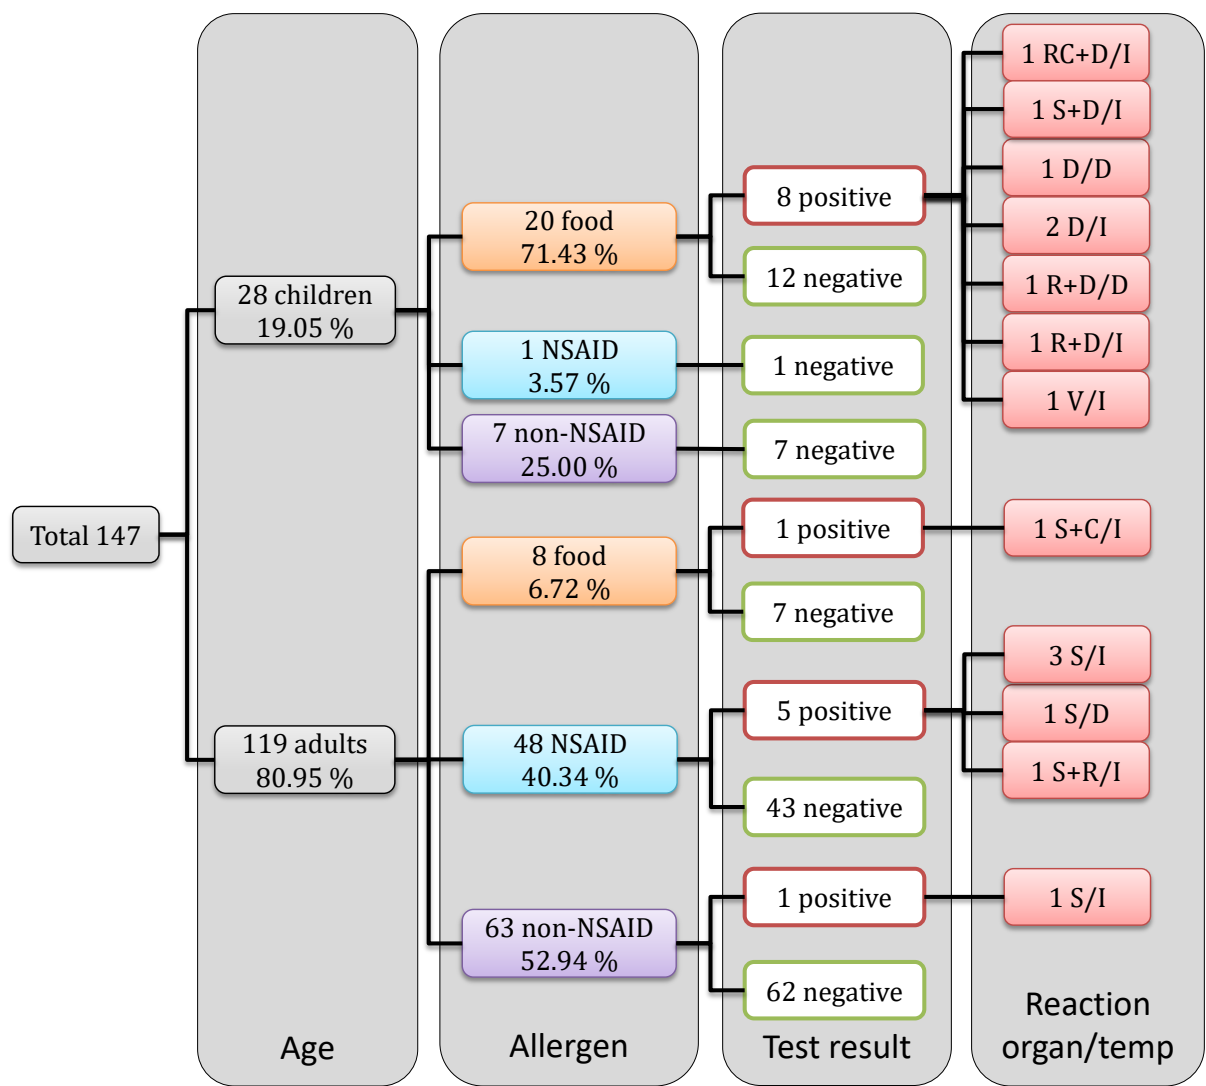 Total 147
28 children
19.05 %
119 adults
80.95 %
Age
20 food
71.43 %
1 NSAID
3.57 %
7 non-NSAID
25.00 %
8 food
6.72 %
48 NSAID
40.34 %
63 non-NSAID
52.94 %
Allergen
8 positive
12 negative
1 negative
7 negative
1 positive
7 negative
5 positive
43 negative
1 positive
62 negative
Test result
1 RC+D/I
1 S+D/I
1 D/D
2 D/I
1 R+D/D
1 R+D/I
1 V/I
1 S+C/I
3 S/I
1 S/D
1 S+R/I
1 S/I
Reaction
organ/temp